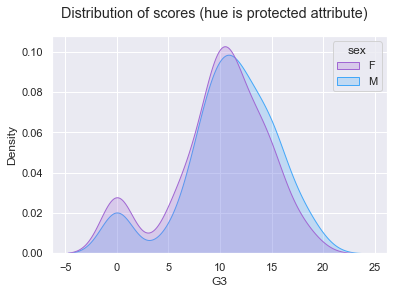 Distribution of scores (hue is protected attribute)
0.10
0.08
0.06
0.04
0.02
0.00
Density
sex
F
M
−5
0
5
10
15
20
25
G3